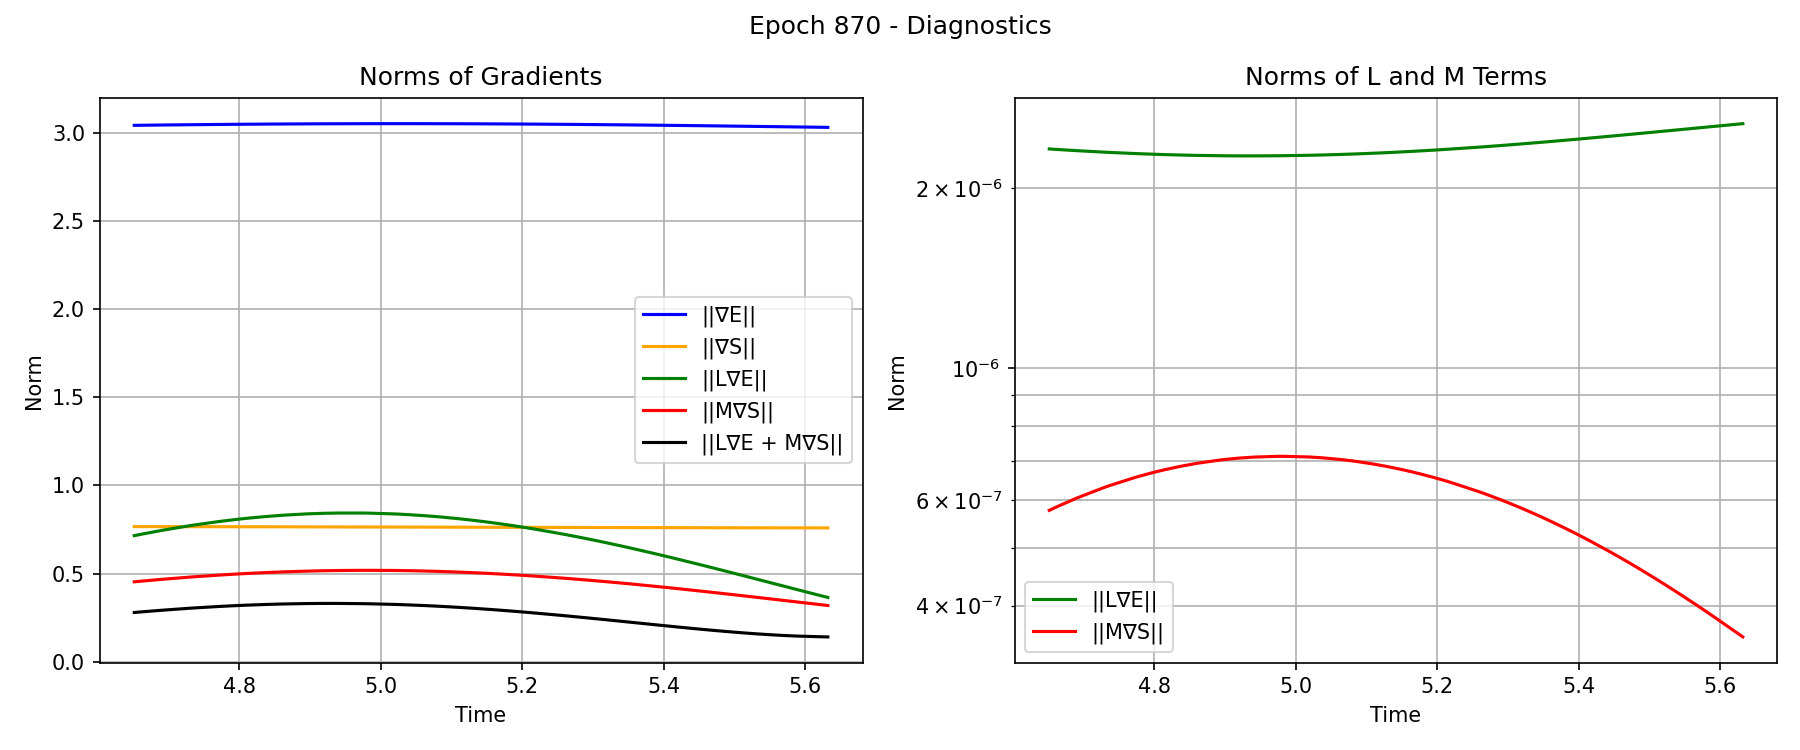 Epoch 870 - Diagnostics
Norms of Gradients
3.0
2.5
2.0
1.5
1.0
0.5
0.0
Norm
4.8 5.0 5.2 5.4 5.6
Time
||∇E||
||∇S||
||L∇E||
||M∇S||
||L∇E + M∇S||
Norms of L and M Terms
2 × 10⁻⁶
10⁻⁶
6 × 10⁻⁷
4 × 10⁻⁷
Norm
4.8 5.0 5.2 5.4 5.6
Time
||L∇E||
||M∇S||